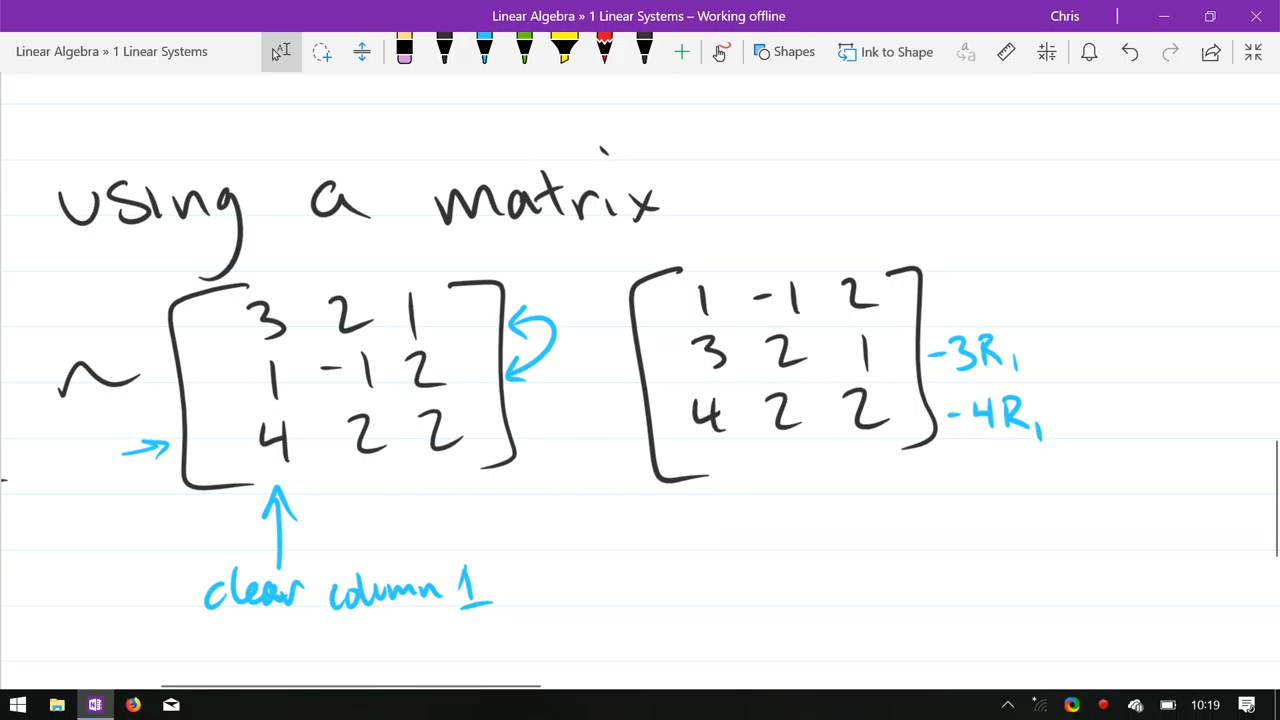 Linear Algebra » 1 Linear Systems – Working offline
Chris
Linear Algebra » 1 Linear Systems
Shapes
Ink to Shape
using a matrix
~ [3 2 1] [1 -1 2]
[1 -1 2] [3 2 1] -3R₁
[4 2 2] [4 2 2] -4R₁
clear column 1
10:19